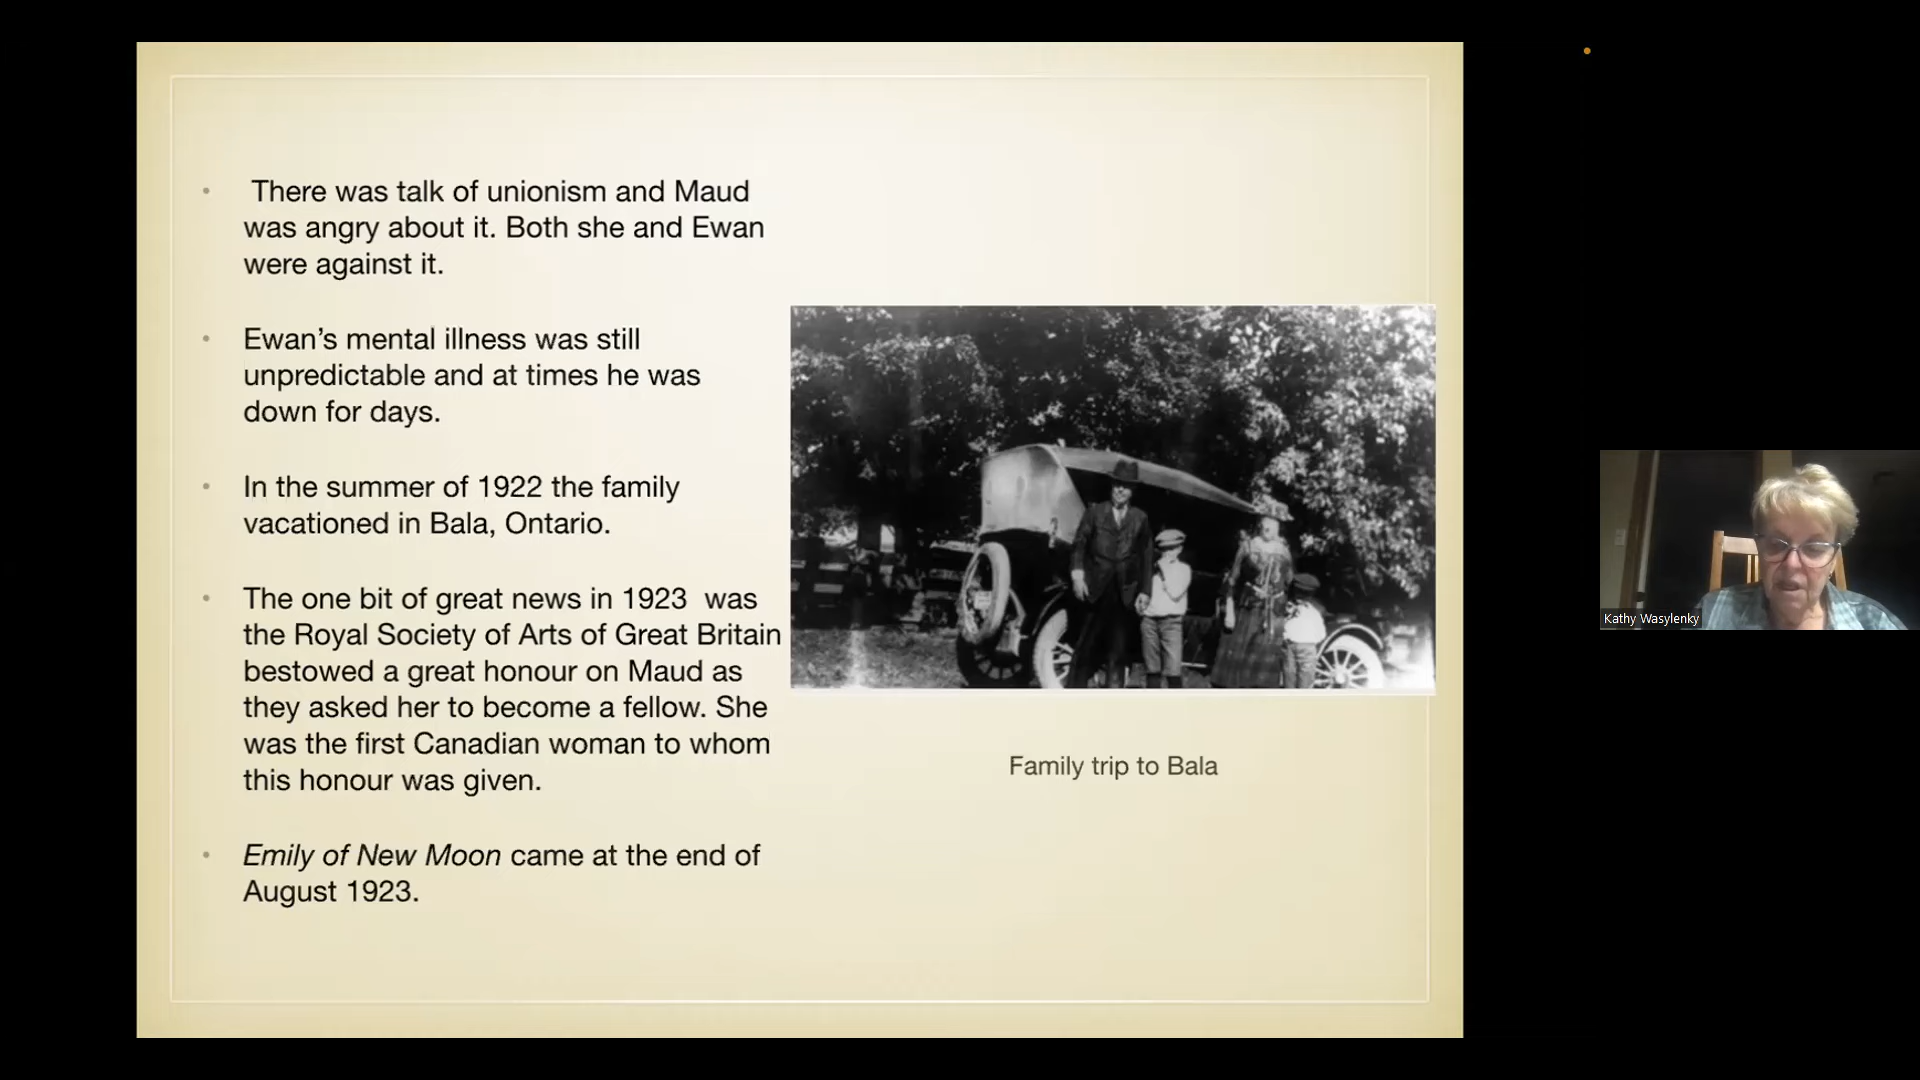 There was talk of unionism and Maud
was angry about it. Both she and Ewan
were against it.
Ewan’s mental illness was still
unpredictable and at times he was
down for days.
In the summer of 1922 the family
vacationed in Bala, Ontario.
The one bit of great news in 1923 was
the Royal Society of Arts of Great Britain
bestowed a great honour on Maud as
they asked her to become a fellow. She
was the first Canadian woman to whom
this honour was given.
Emily of New Moon came at the end of
August 1923.
Family trip to Bala
Kathy Wasylenky